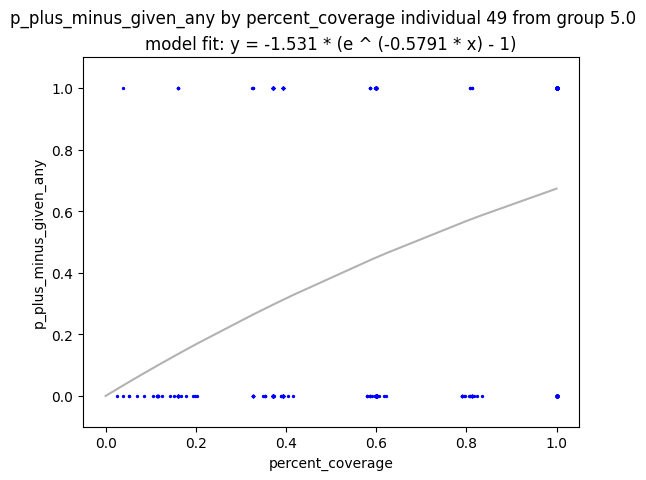 p_plus_minus_given_any by percent_coverage individual 49 from group 5.0
model fit: y = -1.531 * (e ^ (-0.5791 * x) - 1)
p_plus_minus_given_any
1.0
0.8
0.6
0.4
0.2
0.0
0.0 0.2 0.4 0.6 0.8 1.0
percent_coverage